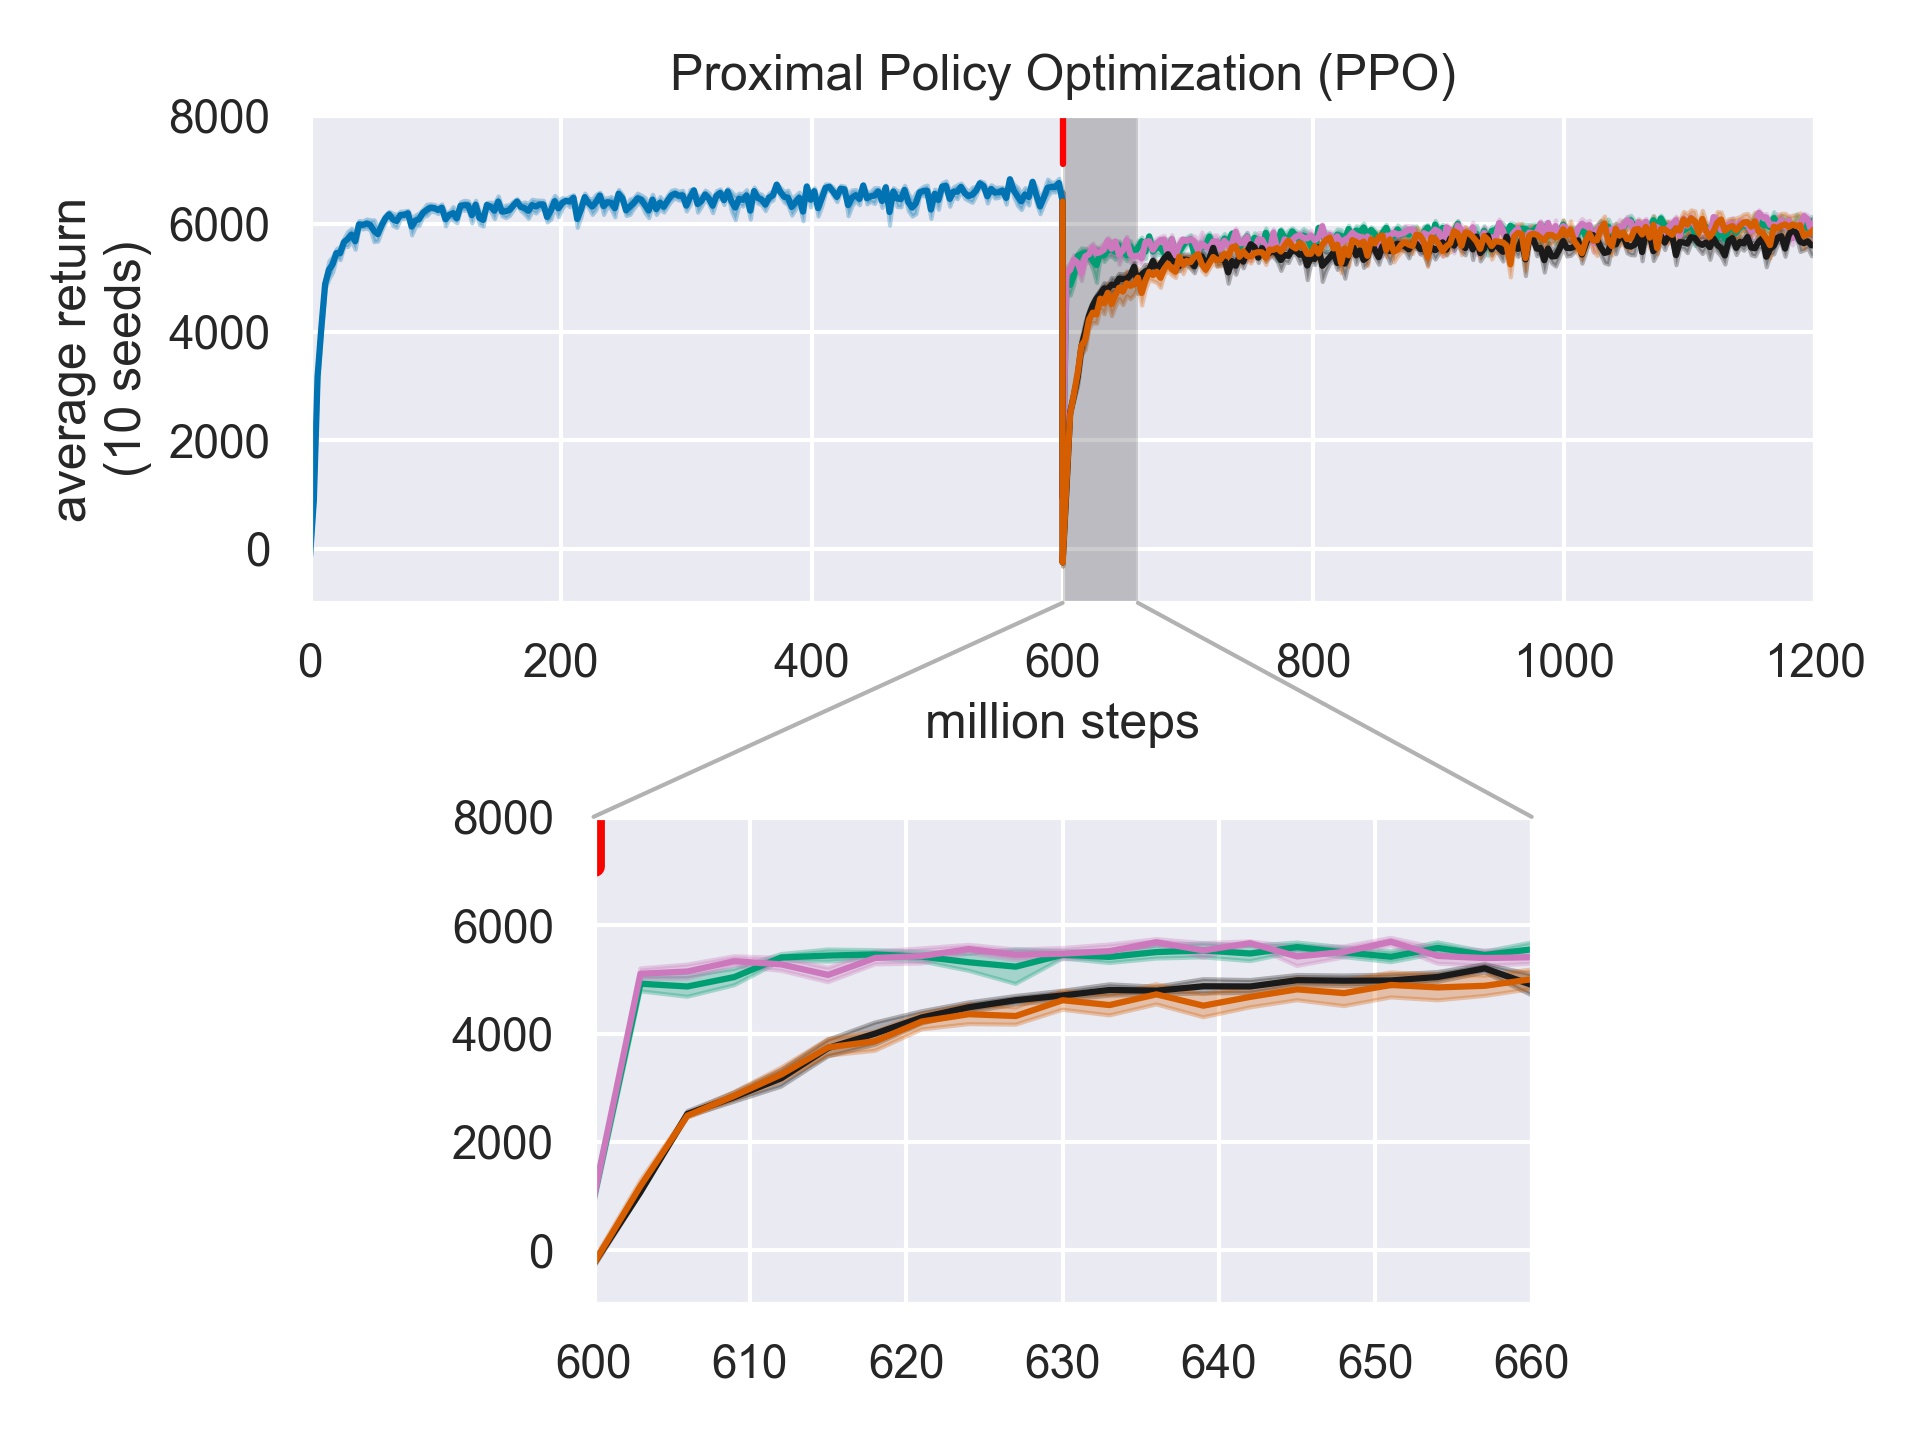 Proximal Policy Optimization (PPO)
average return
(10 seeds)
8000
6000
4000
2000
0
0 200 400 600 800 1000 1200
million steps
8000
6000
4000
2000
0
600 610 620 630 640 650 660